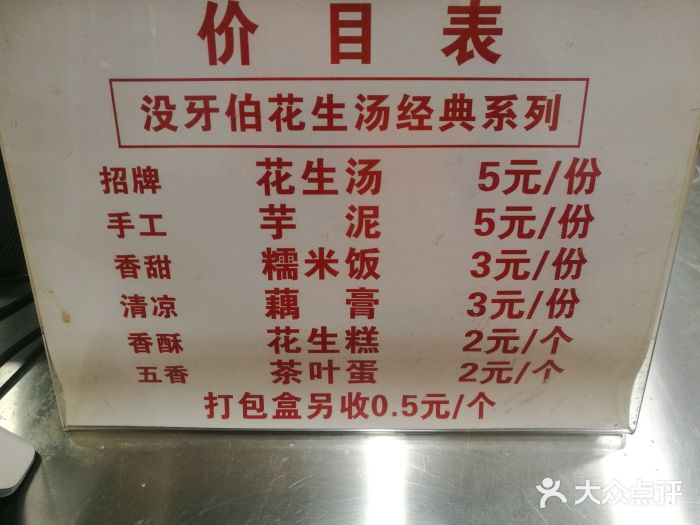 价目表
没牙伯花生汤经典系列
招牌 花生汤 5元/份
手工 芋泥 5元/份
香甜 糯米饭 3元/份
清凉 藕膏 3元/份
香酥 花生糕 2元/个
五香 茶叶蛋 2元/个
打包盒另收0.5元/个
大众点评